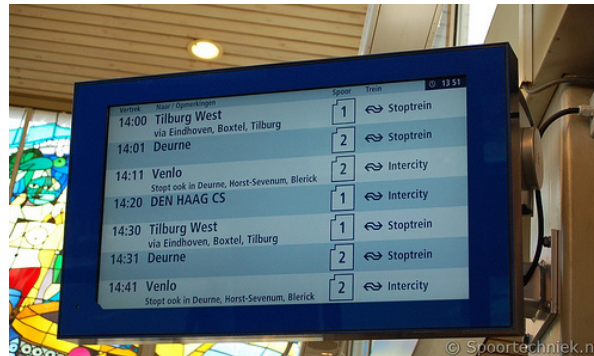 Vertrek Naar / Opmerkingen Spoor Trein 13 51
14:00 Tilburg West 1 Stoptrein
via Eindhoven, Boxtel, Tilburg
14:01 Deurne 2 Stoptrein
14:11 Venlo 2 Intercity
Stopt ook in Deurne, Horst-Sevenum, Blerick
14:20 DEN HAAG CS 1 Intercity
14:30 Tilburg West 1 Stoptrein
via Eindhoven, Boxtel, Tilburg
14:31 Deurne 2 Stoptrein
14:41 Venlo 2 Intercity
Stopt ook in Deurne, Horst-Sevenum, Blerick
© Spoortechniek.n